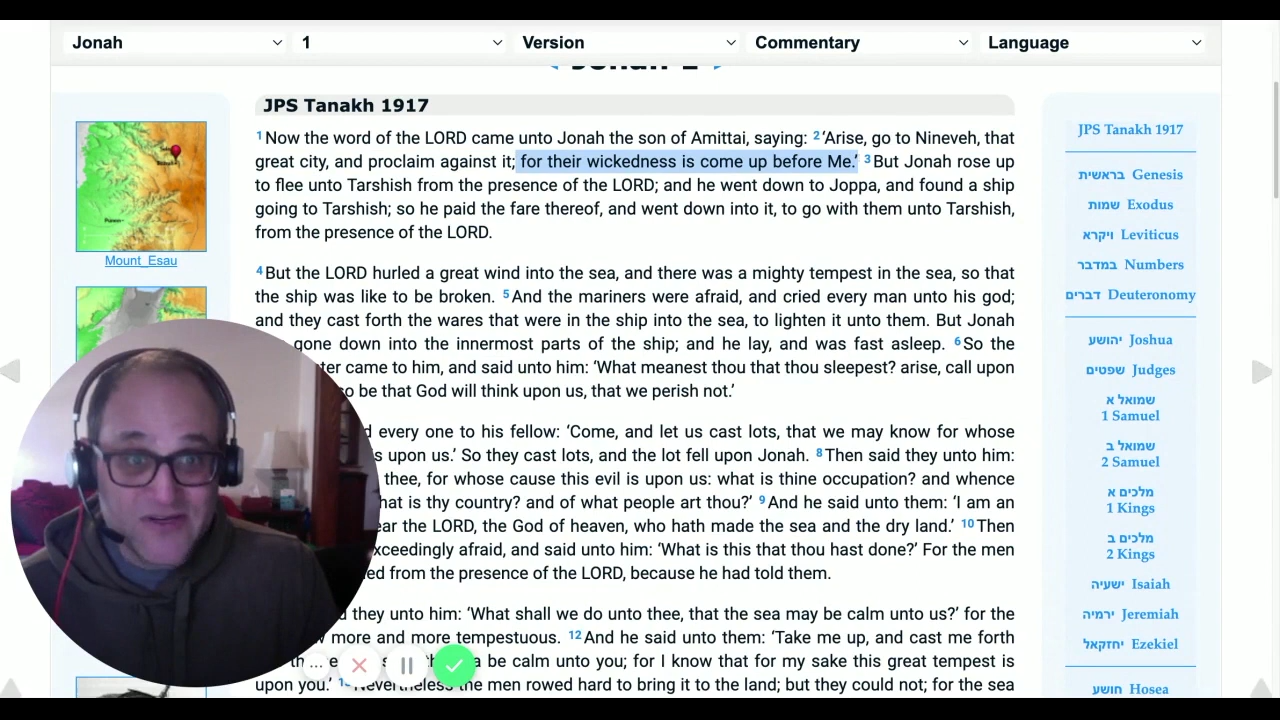 Jonah 1 Version Commentary Language
JPS Tanakh 1917
1 Now the word of the LORD came unto Jonah the son of Amittai, saying: 2 ‘Arise, go to Nineveh, that
great city, and proclaim against it; for their wickedness is come up before Me.’ 3 But Jonah rose up
to flee unto Tarshish from the presence of the LORD; and he went down to Joppa, and found a ship
going to Tarshish; so he paid the fare thereof, and went down into it, to go with them unto Tarshish,
from the presence of the LORD.
4 But the LORD hurled a great wind into the sea, and there was a mighty tempest in the sea, so that
the ship was like to be broken. 5 And the mariners were afraid, and cried every man unto his god;
and they cast forth the wares that were in the ship into the sea, to lighten it unto them. But Jonah
gone down into the innermost parts of the ship; and he lay, and was fast asleep. 6 So the
came to him, and said unto him: ‘What meanest thou that thou sleepest? arise, call upon
so be that God will think upon us, that we perish not.’
every one to his fellow: ‘Come, and let us cast lots, that we may know for whose
upon us.’ So they cast lots, and the lot fell upon Jonah. 8 Then said they unto him:
thee, for whose cause this evil is upon us: what is thine occupation? and whence
is thy country? and of what people art thou?’ 9 And he said unto them: ‘I am an
the LORD, the God of heaven, who hath made the sea and the dry land.’ 10 Then
exceedingly afraid, and said unto him: ‘What is this that thou hast done?’ For the men
from the presence of the LORD, because he had told them.
they unto him: ‘What shall we do unto thee, that the sea may be calm unto us?’ for the
more and more tempestuous. 12 And he said unto them: ‘Take me up, and cast me forth
be calm unto you; for I know that for my sake this great tempest is
upon you.’ Nevertheless the men rowed hard to bring it to the land; but they could not; for the sea
Mount_Esau
JPS Tanakh 1917
בראשית Genesis
שמות Exodus
ויקרא Leviticus
במדבר Numbers
דברים Deuteronomy
יהושע Joshua
שפטים Judges
שמואל א
1 Samuel
שמואל ב
2 Samuel
מלכים א
1 Kings
מלכים ב
2 Kings
ישעיה Isaiah
ירמיה Jeremiah
יחזקאל Ezekiel
הושע Hosea